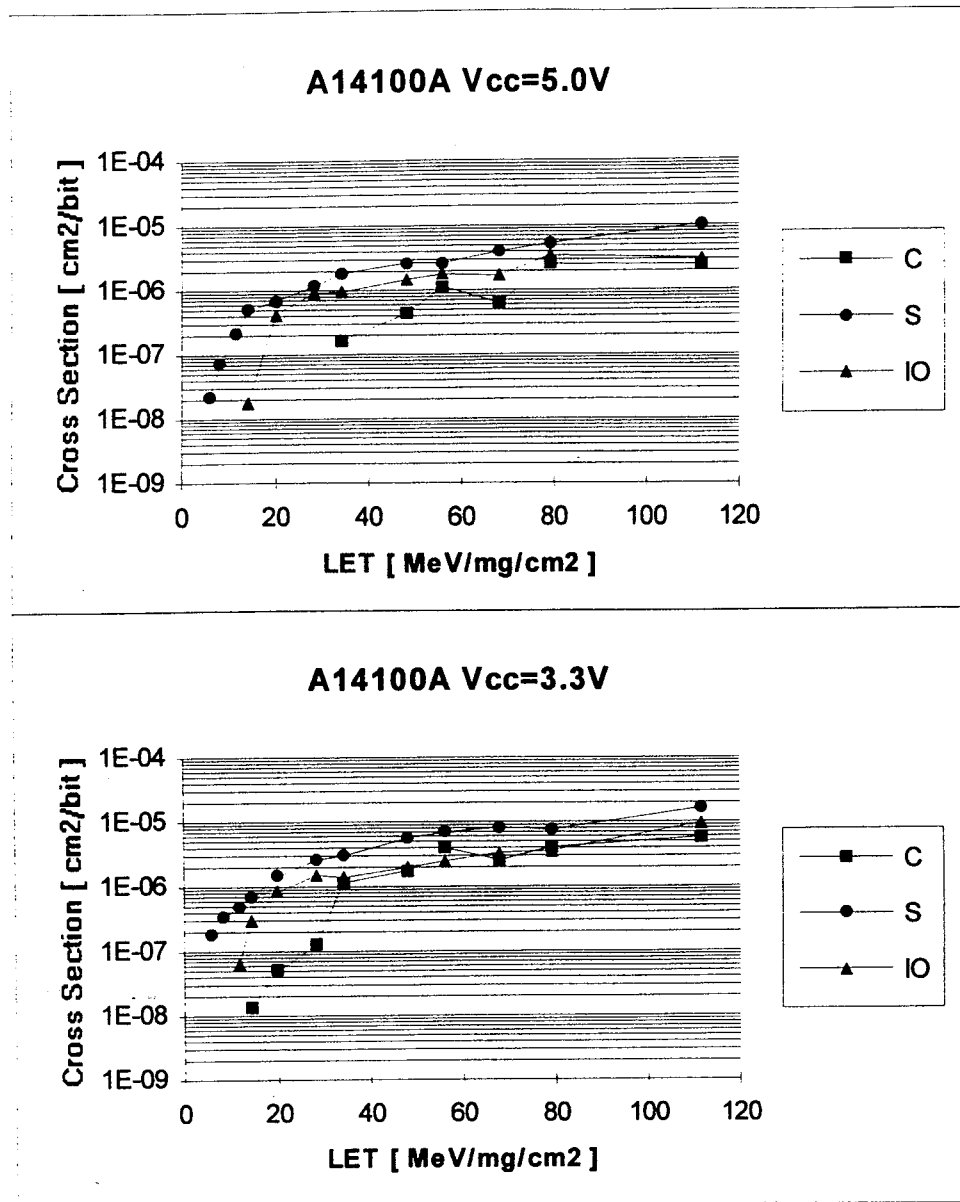 A14100A Vcc=5.0V
Cross Section [ cm2/bit ]
1E-04
1E-05
1E-06
1E-07
1E-08
1E-09
0 20 40 60 80 100 120
LET [ MeV/mg/cm2 ]
C
S
IO
A14100A Vcc=3.3V
Cross Section [ cm2/bit ]
1E-04
1E-05
1E-06
1E-07
1E-08
1E-09
0 20 40 60 80 100 120
LET [ MeV/mg/cm2 ]
C
S
IO